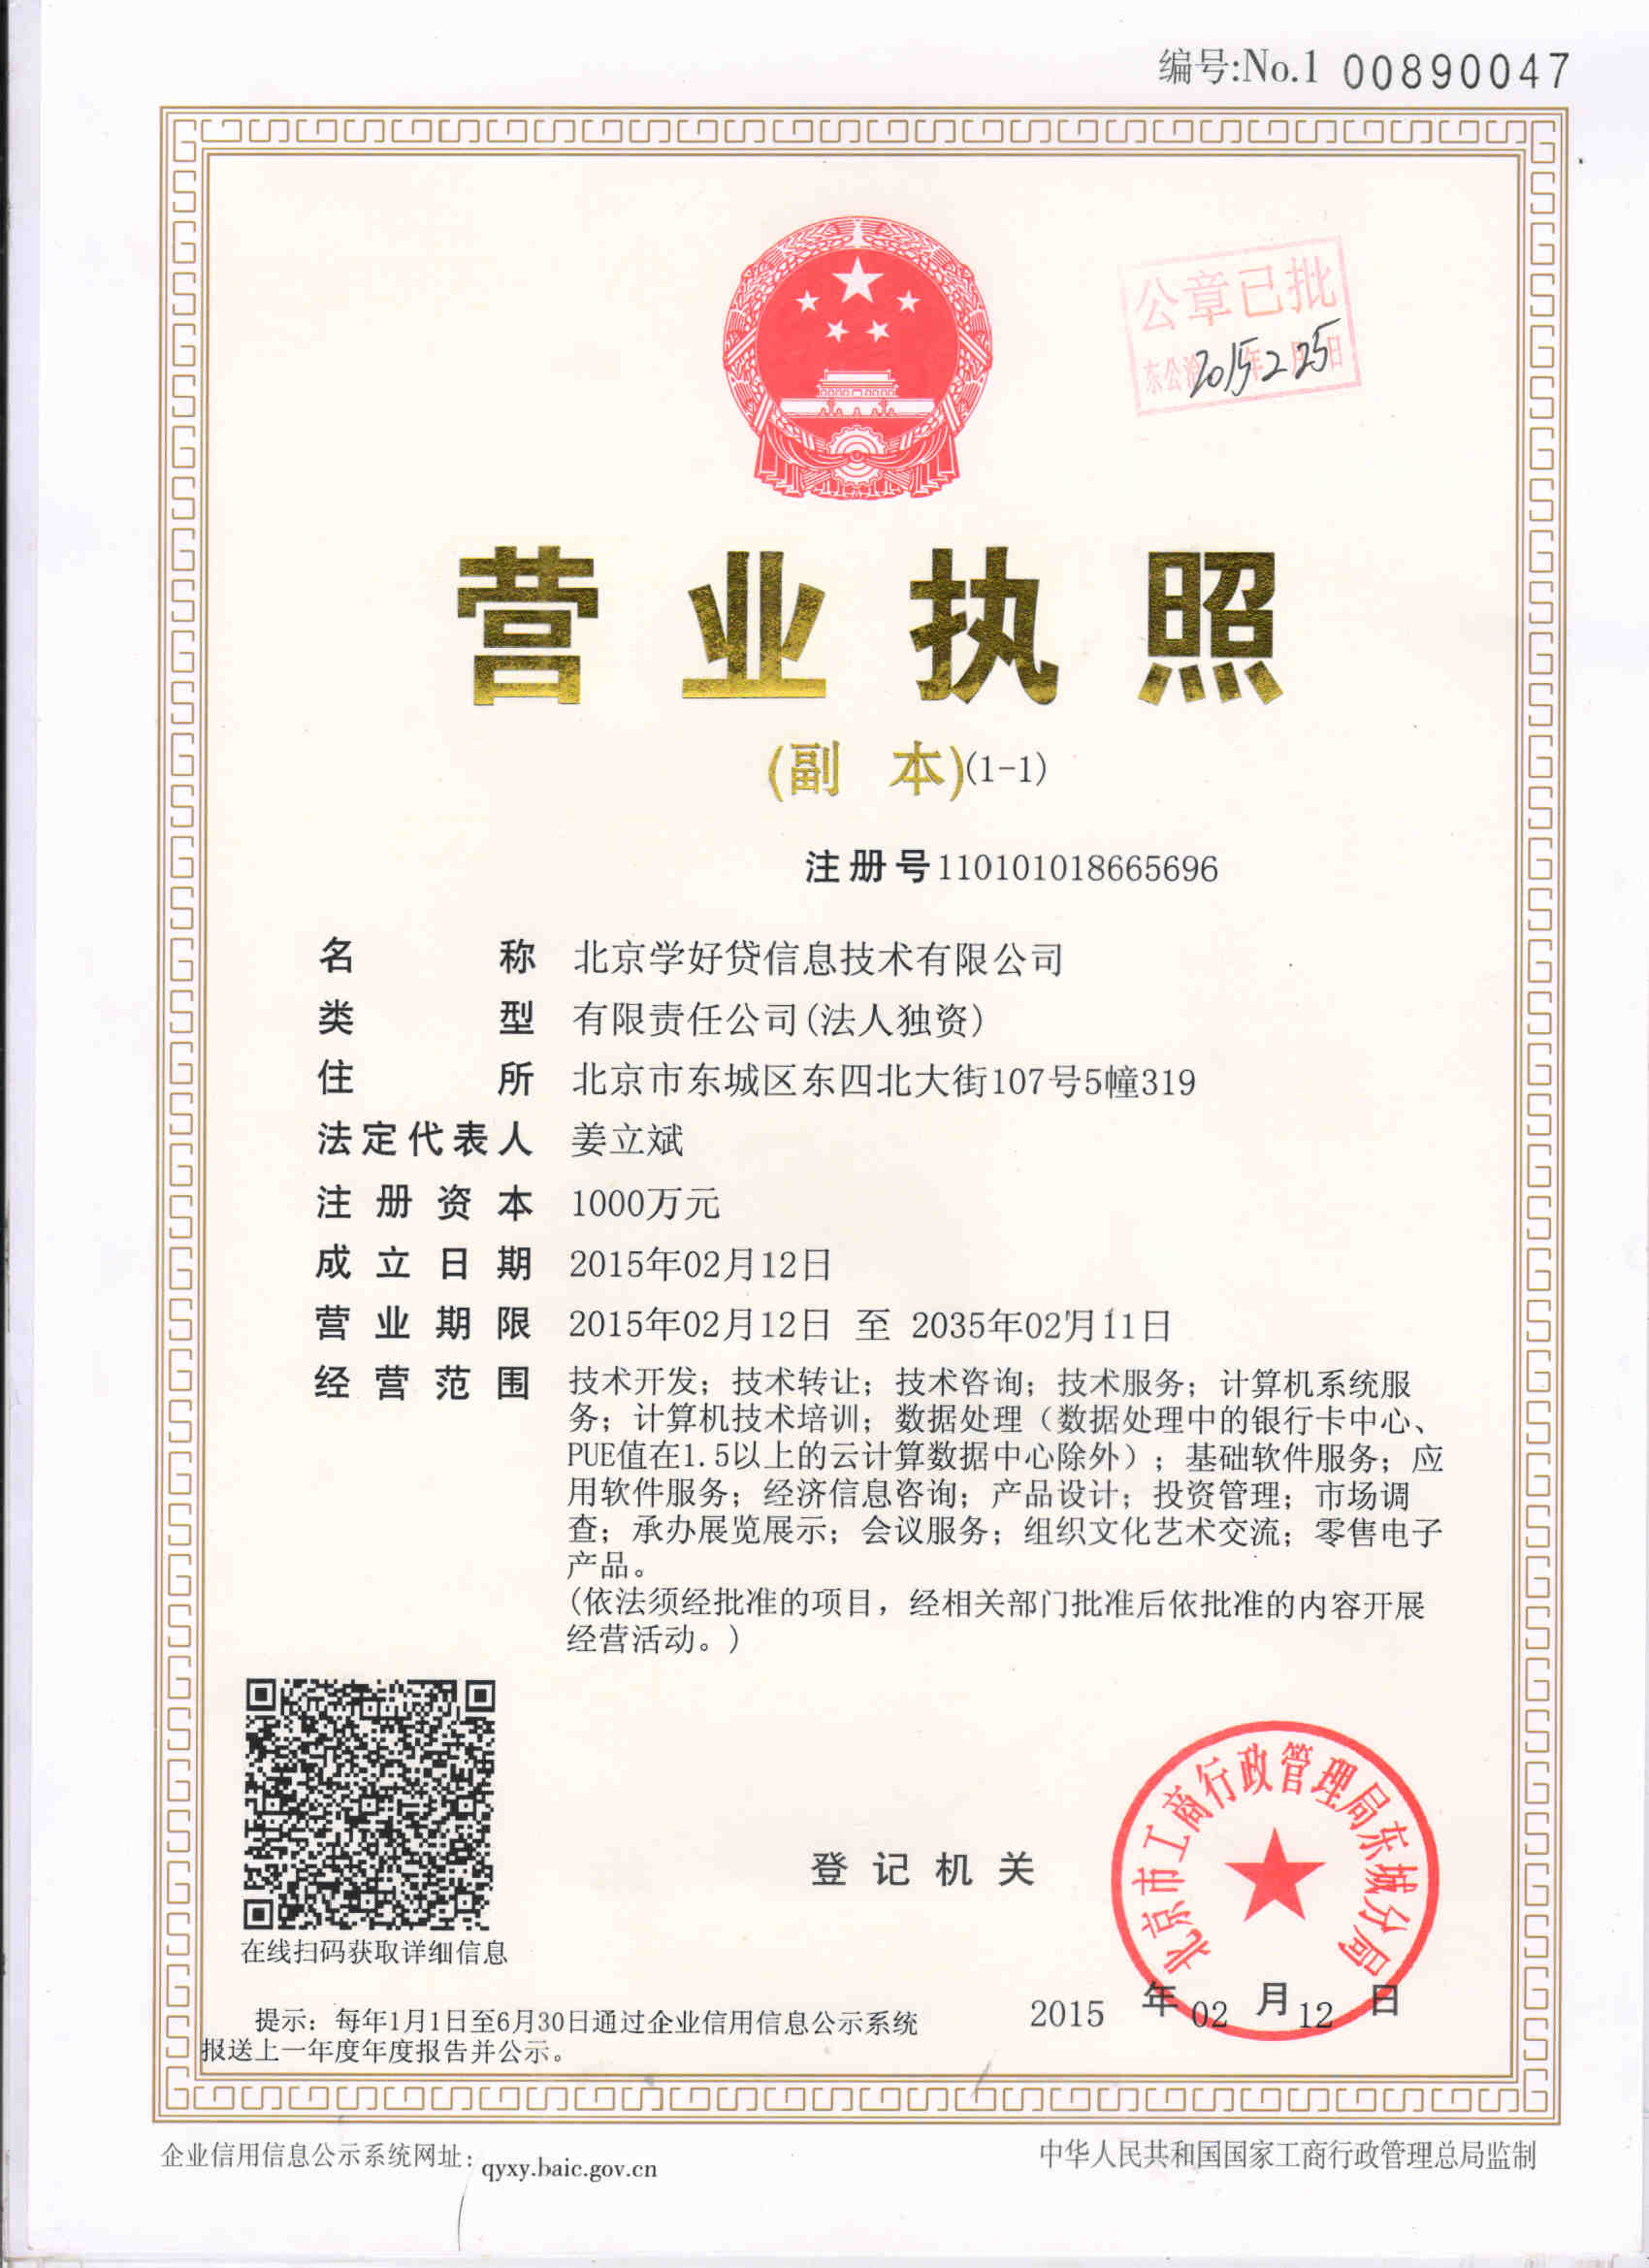 编号:No.1 00890047
公章已批
东公治2015年2月25日
营业执照
(副 本)(1-1)
注册号110101018665696
名称 北京学好贷信息技术有限公司
类型 有限责任公司(法人独资)
住所 北京市东城区东四北大街107号5幢319
法定代表人 姜立斌
注册资本 1000万元
成立日期 2015年02月12日
营业期限 2015年02月12日 至 2035年02月11日
经营范围 技术开发；技术转让；技术咨询；技术服务；计算机系统服
务；计算机技术培训；数据处理（数据处理中的银行卡中心、
PUE值在1.5以上的云计算数据中心除外）；基础软件服务；应
用软件服务；经济信息咨询；产品设计；投资管理；市场调
查；承办展览展示；会议服务；组织文化艺术交流；零售电子
产品。
(依法须经批准的项目，经相关部门批准后依批准的内容开展
经营活动。)
在线扫码获取详细信息
登记机关
北京市工商行政管理局东城分局
2015年02月12日
提示：每年1月1日至6月30日通过企业信用信息公示系统
报送上一年度年度报告并公示。
企业信用信息公示系统网址：qyxy.baic.gov.cn
中华人民共和国国家工商行政管理总局监制